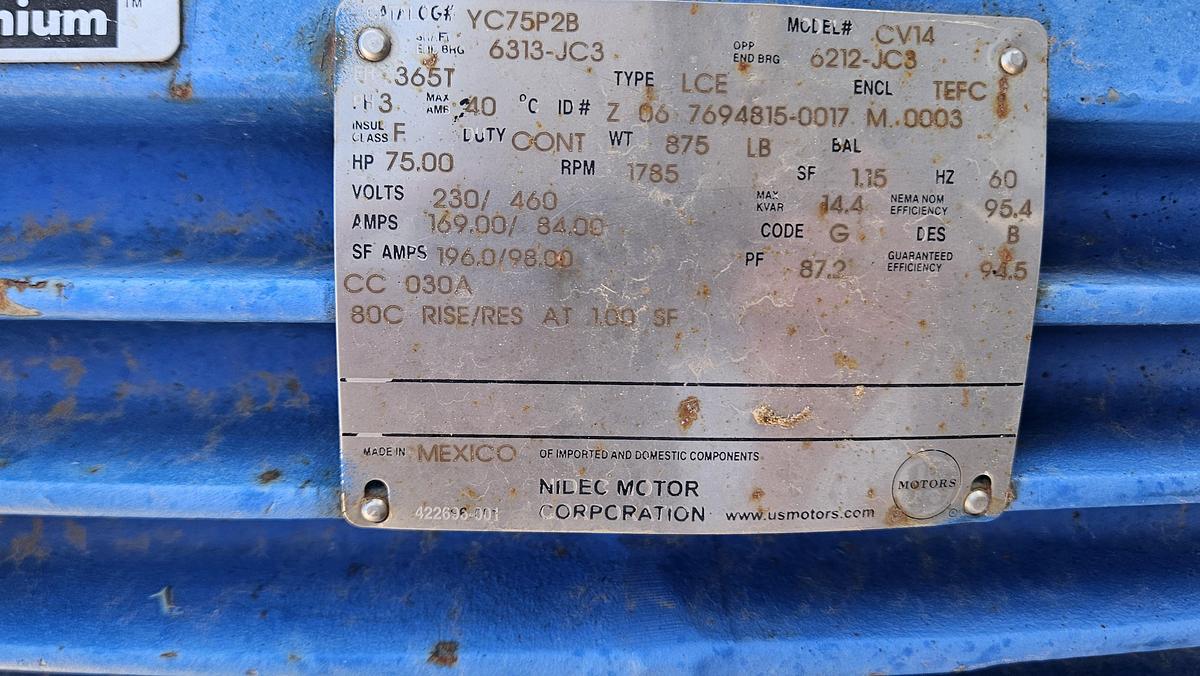 nium ™
CATALOG# YC75P2B MODEL# CV14
SHAFT END BRG 6313-JC3 OPP END BRG 6212-JC3
FR 365T TYPE LCE ENCL TEFC
PH 3 MAX AMB 40 °C ID# Z 06 7694815-0017 M 0003
INSUL CLASS F DUTY CONT WT 875 LB BAL
HP 75.00 RPM 1785 SF 1.15 HZ 60
VOLTS 230/ 460 MAX KVAR 14.4 NEMA NOM EFFICIENCY 95.4
AMPS 169.00/ 84.00 CODE G DES B
SF AMPS 196.0/98.00 PF 87.2 GUARANTEED EFFICIENCY 94.5
CC 030A
80C RISE/RES AT 1.00 SF
MADE IN MEXICO OF IMPORTED AND DOMESTIC COMPONENTS
422696-001 NIDEC MOTOR CORPORATION www.usmotors.com MOTORS ®